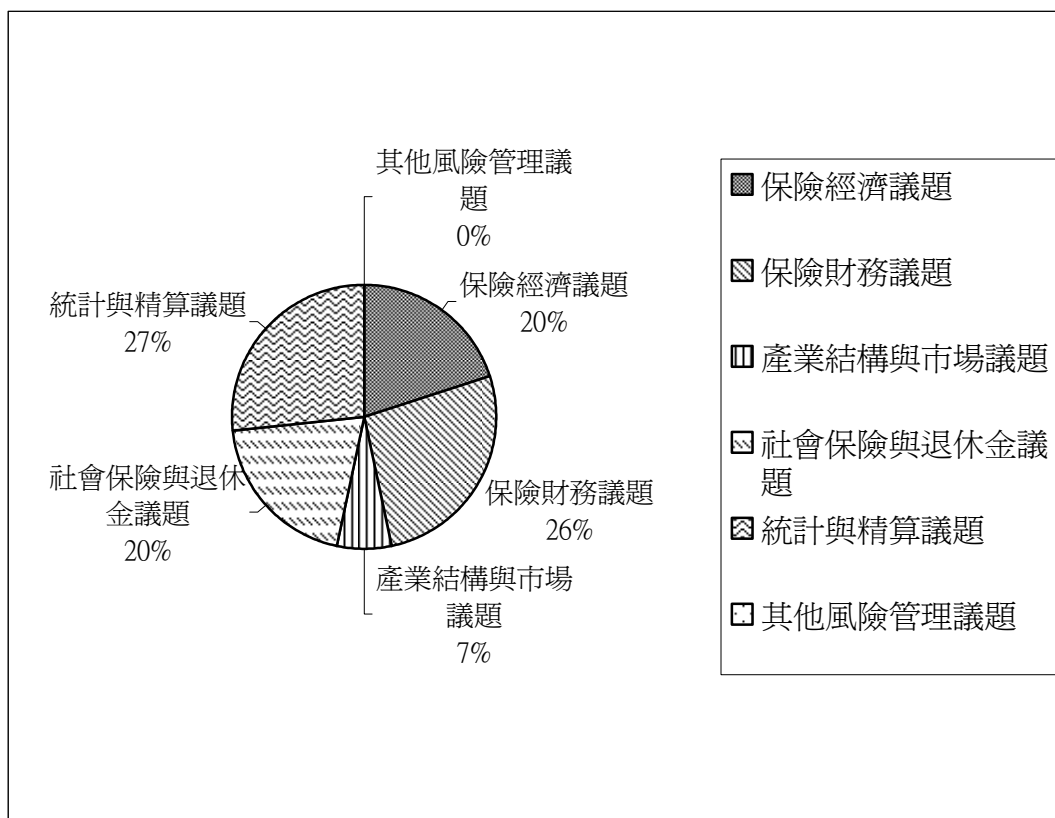 其他風險管理議
題
0%
保險經濟議題
20%
保險財務議題
26%
產業結構與市場
議題
7%
社會保險與退休
金議題
20%
統計與精算議題
27%
保險經濟議題
保險財務議題
產業結構與市場議題
社會保險與退休金議
題
統計與精算議題
其他風險管理議題